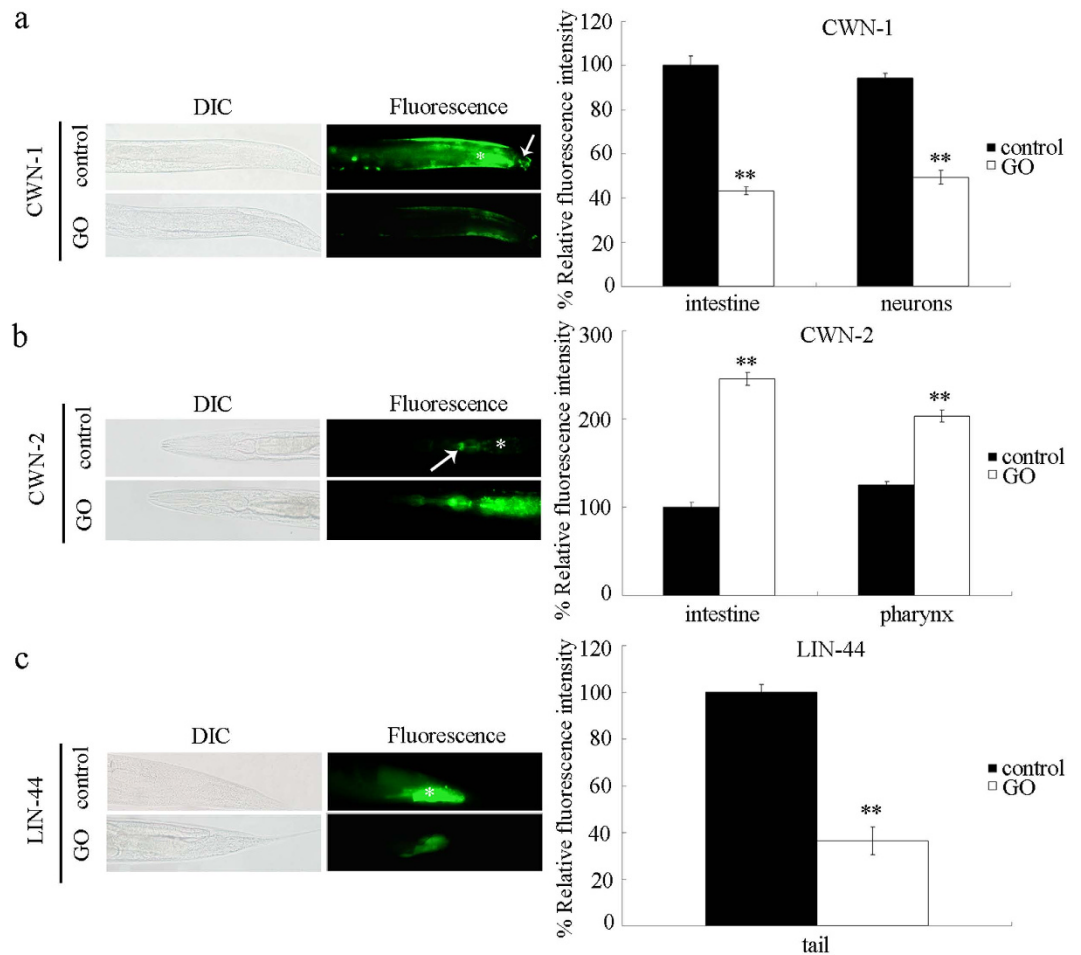 a
DIC
Fluorescence
CWN-1
control
GO
*
% Relative fluorescence intensity
CWN-1
120
100
80
60
40
20
0
**
**
intestine
neurons
control
GO
b
DIC
Fluorescence
CWN-2
control
GO
*
% Relative fluorescence intensity
CWN-2
300
200
100
0
**
**
intestine
pharynx
control
GO
c
DIC
Fluorescence
LIN-44
control
GO
*
% Relative fluorescence intensity
LIN-44
120
100
80
60
40
20
0
**
tail
control
GO